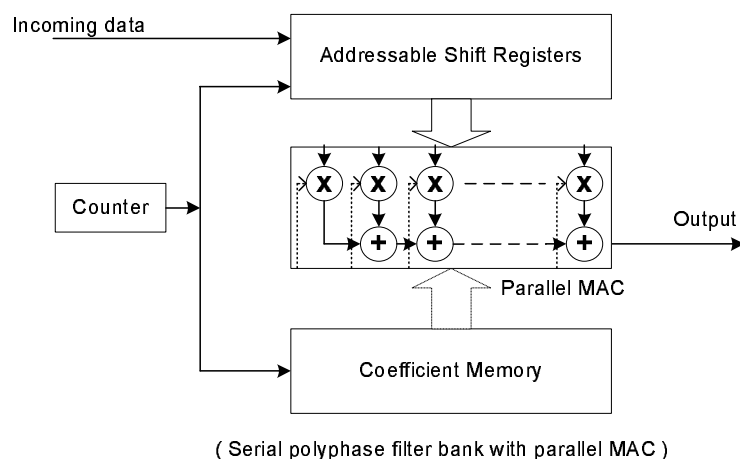 Incoming data
Addressable Shift Registers
X X X X
Counter
Output
+ + +
Parallel MAC
Coefficient Memory
( Serial polyphase filter bank with parallel MAC )